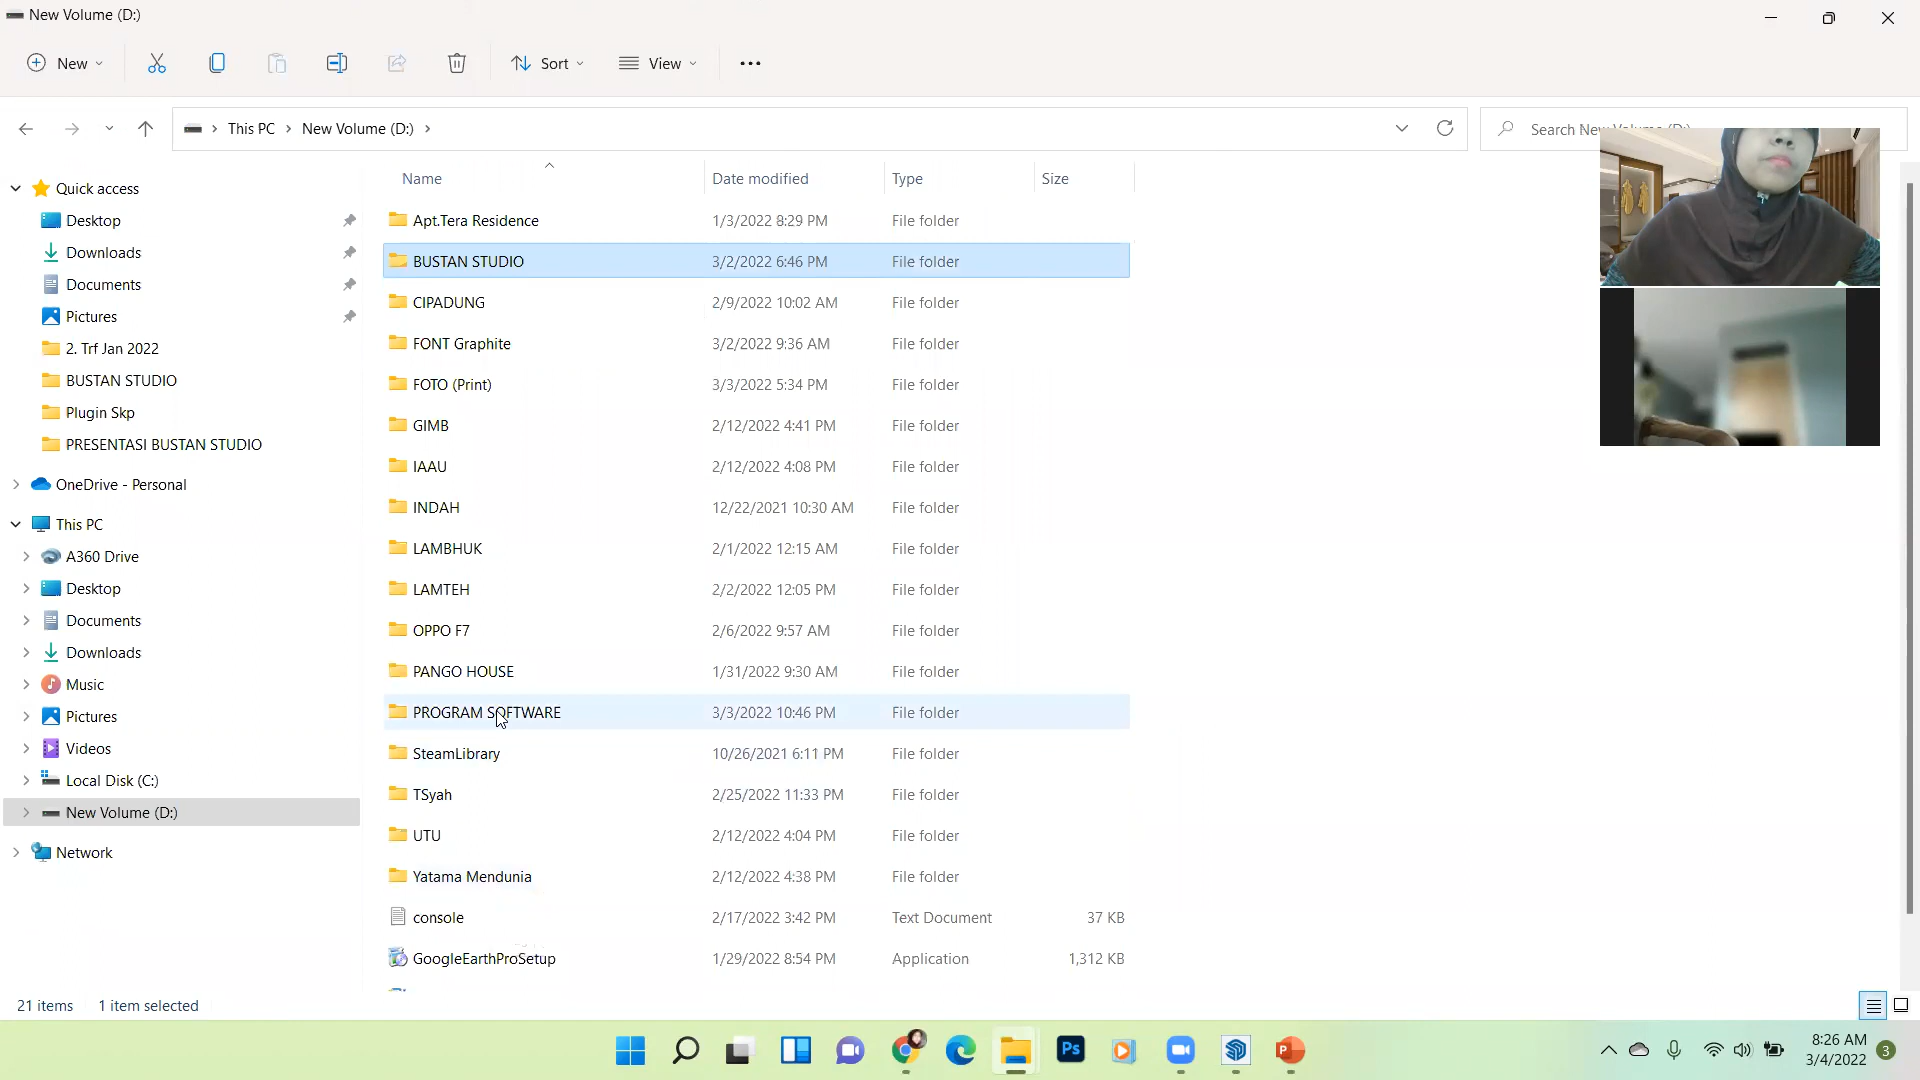 New Volume (D:)
New
Sort
View
This PC
New Volume (D:)
Search New
Quick access
Desktop
Downloads
Documents
Pictures
2. Trf Jan 2022
BUSTAN STUDIO
Plugin Skp
PRESENTASI BUSTAN STUDIO
OneDrive - Personal
This PC
A360 Drive
Desktop
Documents
Downloads
Music
Pictures
Videos
Local Disk (C:)
New Volume (D:)
Network
Name Date modified Type Size
Apt.Tera Residence 1/3/2022 8:29 PM File folder
BUSTAN STUDIO 3/2/2022 6:46 PM File folder
CIPADUNG 2/9/2022 10:02 AM File folder
FONT Graphite 3/2/2022 9:36 AM File folder
FOTO (Print) 3/3/2022 5:34 PM File folder
GIMB 2/12/2022 4:41 PM File folder
IAAU 2/12/2022 4:08 PM File folder
INDAH 12/22/2021 10:30 AM File folder
LAMBHUK 2/1/2022 12:15 AM File folder
LAMTEH 2/2/2022 12:05 PM File folder
OPPO F7 2/6/2022 9:57 AM File folder
PANGO HOUSE 1/31/2022 9:30 AM File folder
PROGRAM SOFTWARE 3/3/2022 10:46 PM File folder
SteamLibrary 10/26/2021 6:11 PM File folder
TSyah 2/25/2022 11:33 PM File folder
UTU 2/12/2022 4:04 PM File folder
Yatama Mendunia 2/12/2022 4:38 PM File folder
console 2/17/2022 3:42 PM Text Document 37 KB
GoogleEarthProSetup 1/29/2022 8:54 PM Application 1,312 KB
21 items 1 item selected
Ps
P
8:26 AM
3/4/2022
3